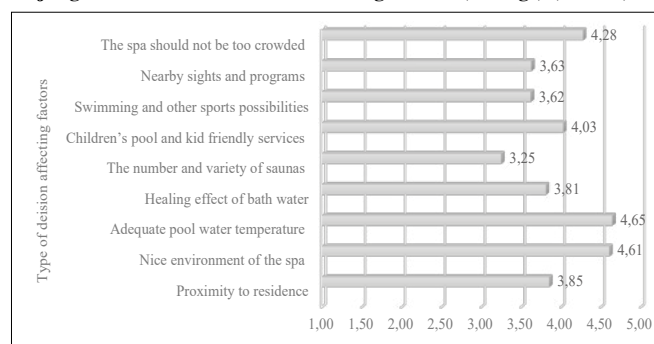 Type of deision affecting factors
The spa should not be too crowded
4,28
Nearby sights and programs
3,63
Swimming and other sports possibilities
3,62
Children's pool and kid friendly services
4,03
The number and variety of saunas
3,25
Healing effect of bath water
3,81
Adequate pool water temperature
4,65
Nice environment of the spa
4,61
Proximity to residence
3,85
1,00 1,50 2,00 2,50 3,00 3,50 4,00 4,50 5,00